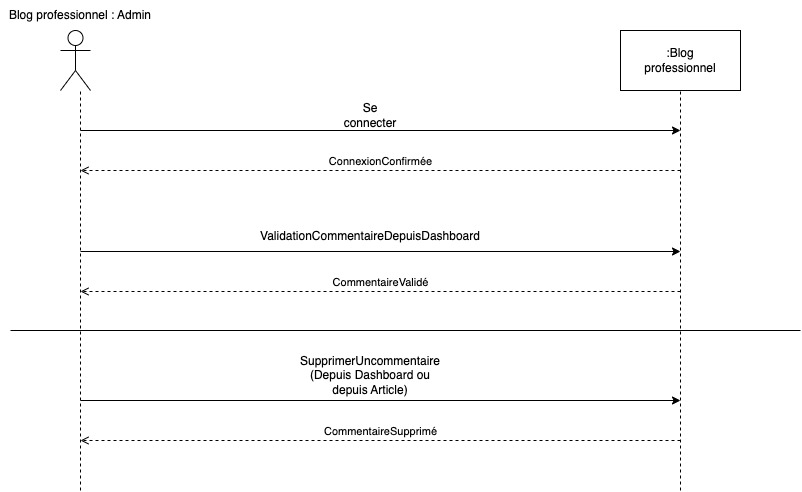 Blog professionnel : Admin
:Blog
professionnel
Se
connecter
ConnexionConfirmée
ValidationCommentaireDepuisDashboard
CommentaireValidé
SupprimerUncommentaire
(Depuis Dashboard ou
depuis Article)
CommentaireSupprimé